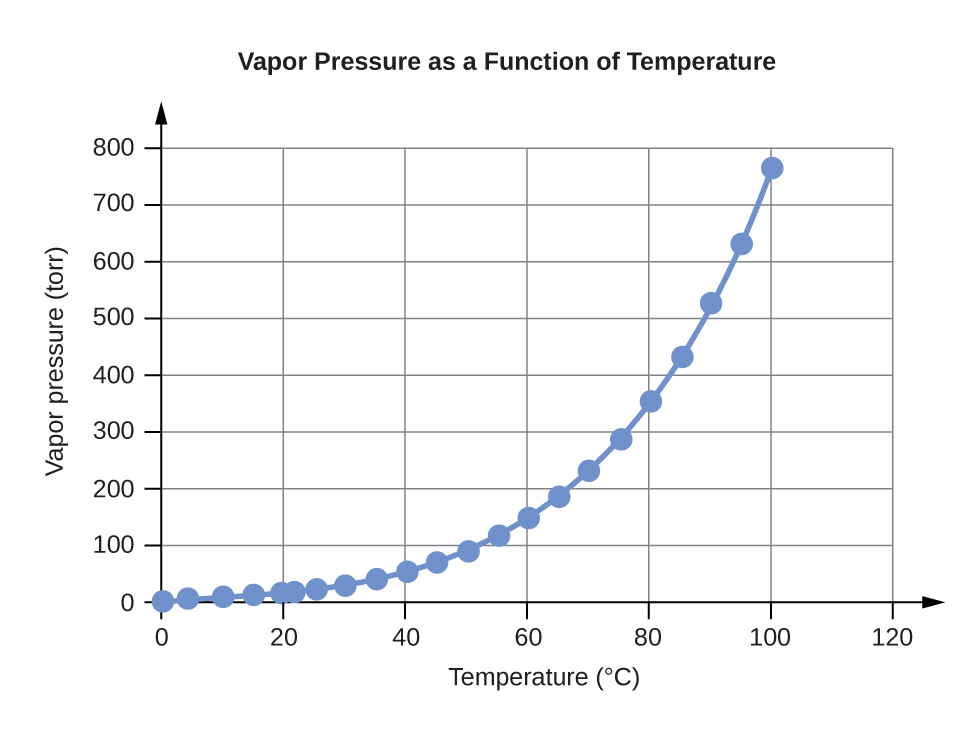 Vapor Pressure as a Function of Temperature
800
700
600
500
400
300
200
100
0
Vapor pressure (torr)
0 20 40 60 80 100 120
Temperature (°C)